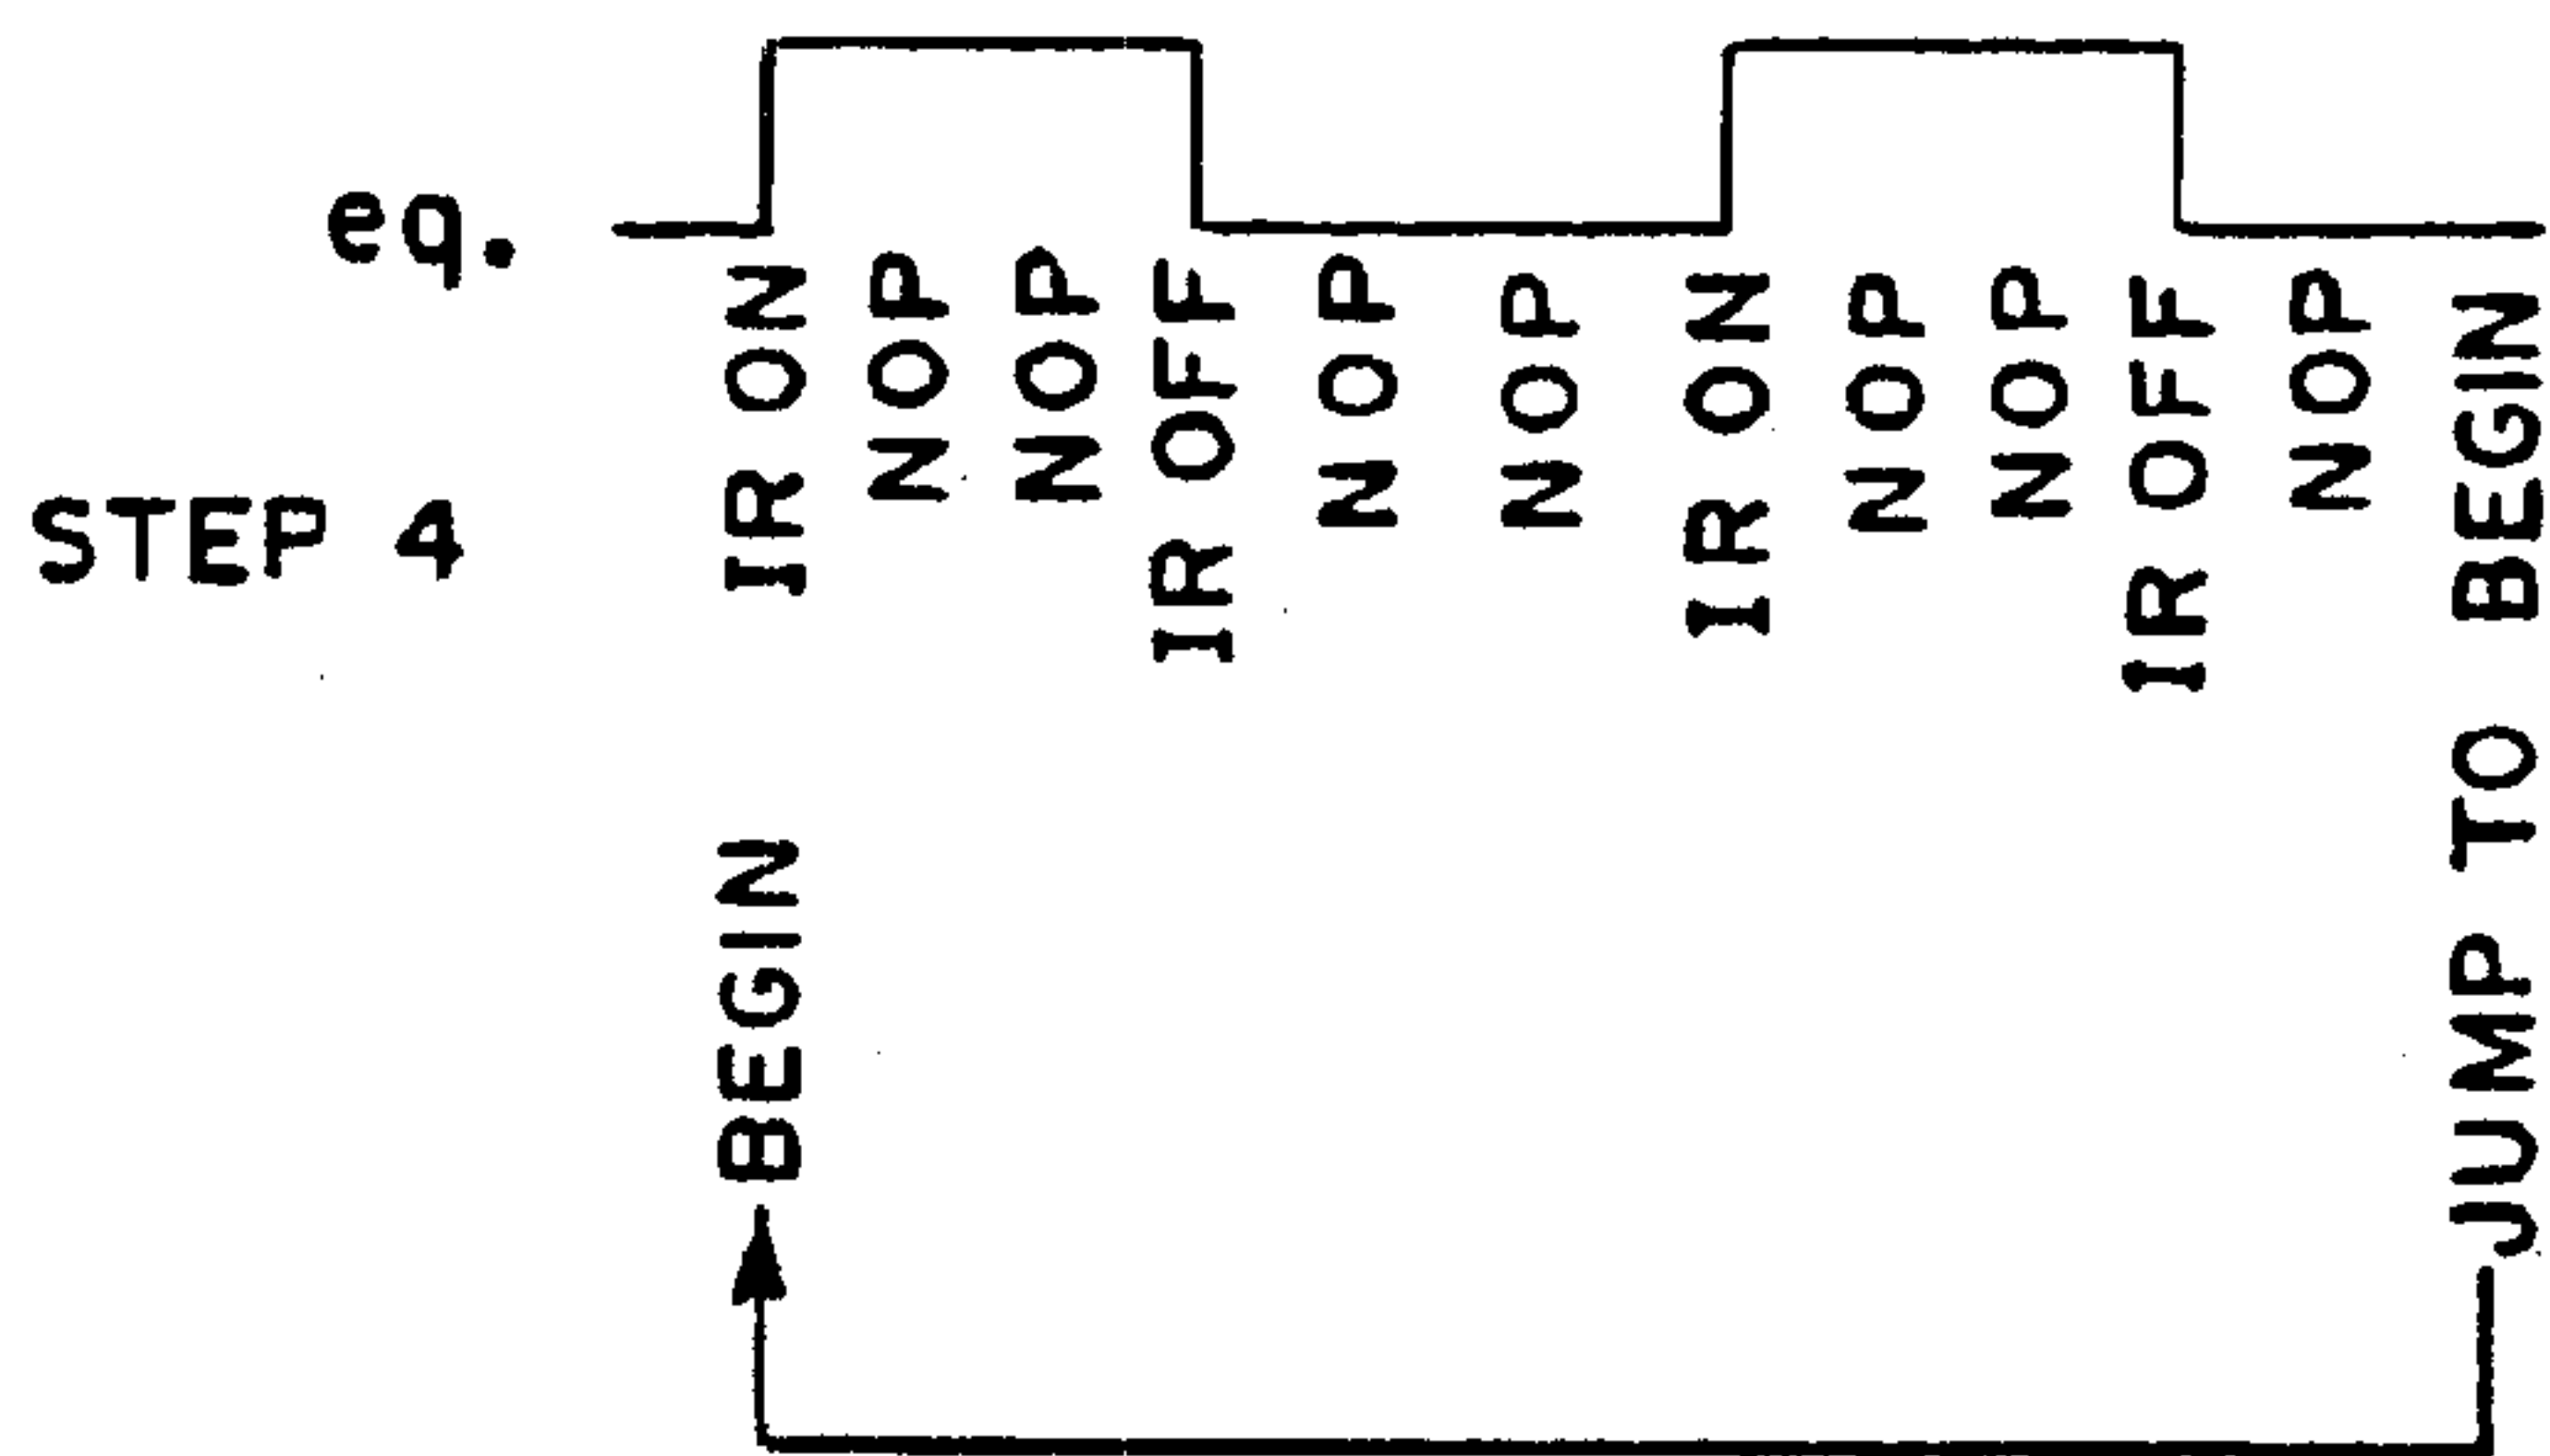 eq.
STEP 4
IR ON
NOP
NOP
IR OFF
NOP
NOP
IR ON
NOP
NOP
IR OFF
NOP
JUMP TO BEGIN
BEGIN